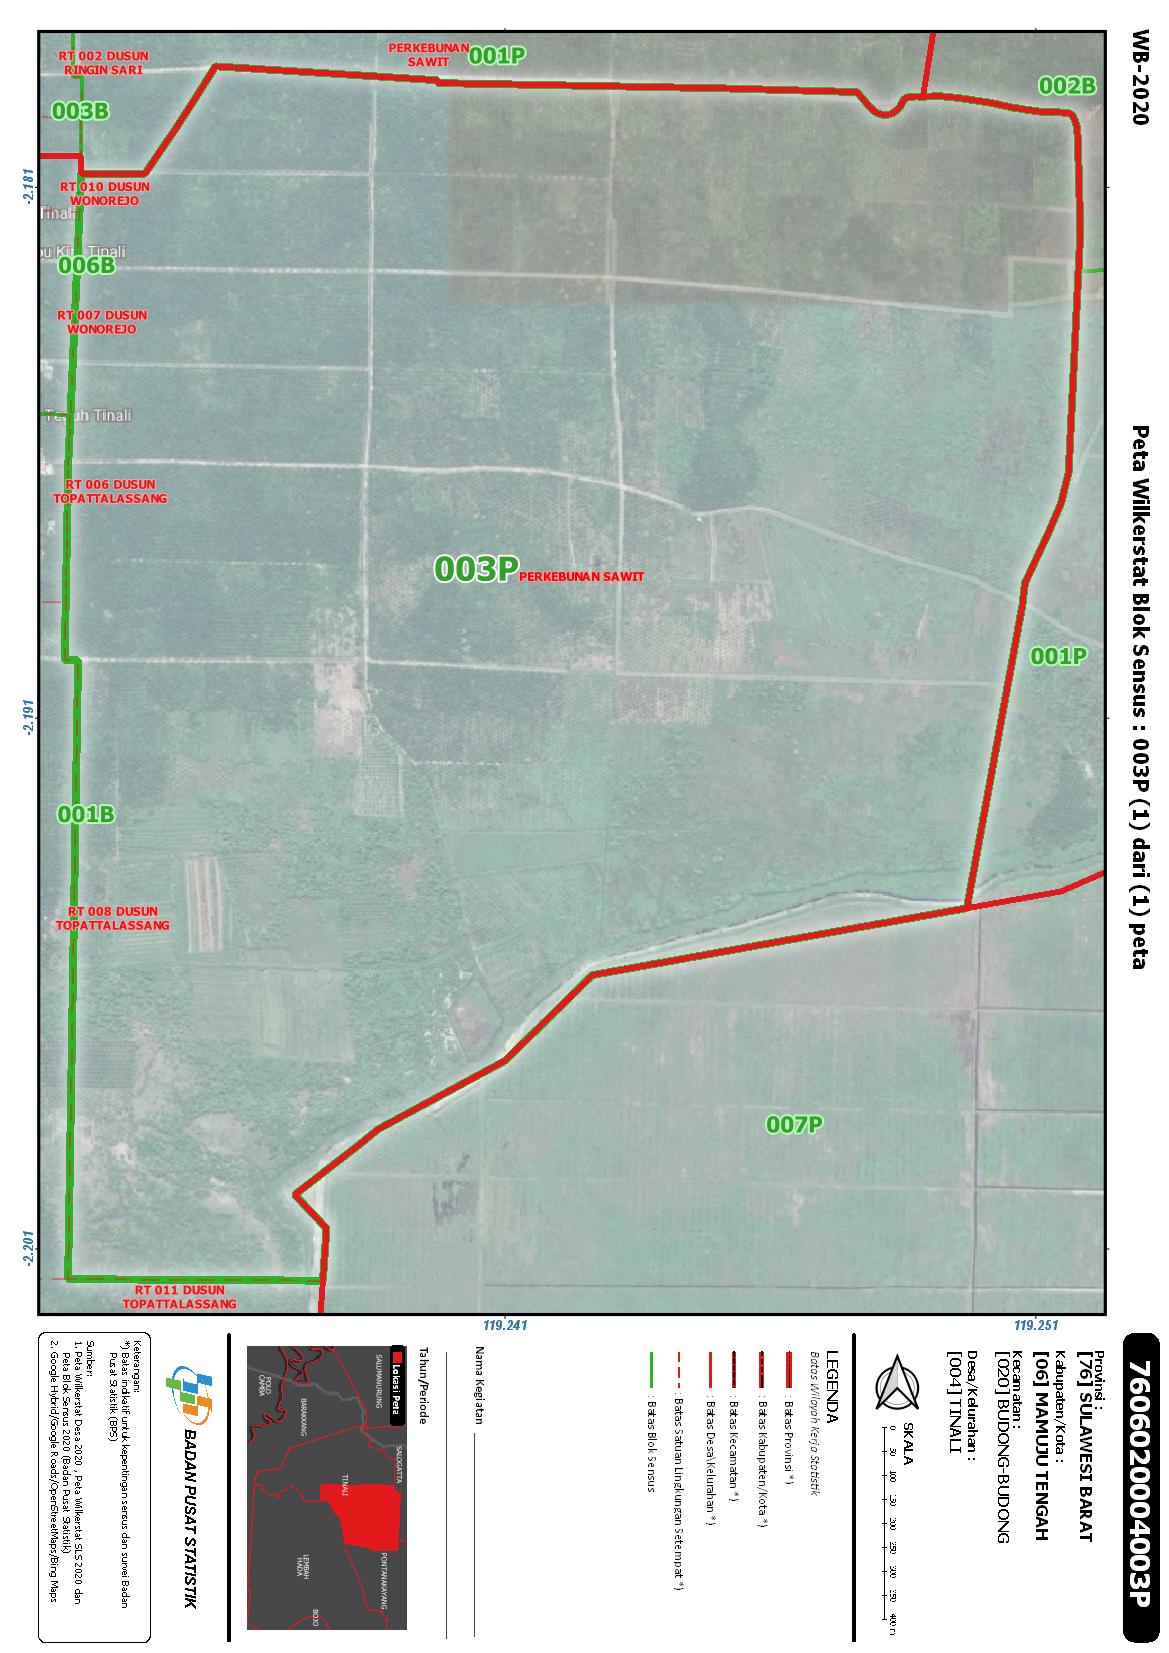 WB-2020
Peta Wilkerstat Blok Sensus : 003P (1) dari (1) peta
7606020004003P
RT 002 DUSUN
RINGIN SARI
PERKEBUNAN
SAWIT
001P
002B
003B
RT 010 DUSUN
WONOREJO
Tinali
Tinali
006B
RT 007 DUSUN
WONOREJO
Teguh Tinali
RT 006 DUSUN
TOPATTALASSANG
003P
PERKEBUNAN SAWIT
001P
001B
RT 008 DUSUN
TOPATTALASSANG
007P
RT 011 DUSUN
TOPATTALASSANG
-2.181
-2.191
-2.201
119.241
119.251
Provinsi :
[76] SULAWESI BARAT
Kabupaten/Kota :
[06] MAMUJU TENGAH
Kecamatan :
[020] BUDONG-BUDONG
Desa/Kelurahan :
[004] TINALI
SKALA
0 50 100 150 200 250 300 350 400 m
LEGENDA
Batas Wilayah Kerja Statistik
: Batas Provinsi *)
: Batas Kabupaten/Kota *)
: Batas Kecamatan *)
: Batas Desa\Kelurahan *)
: Batas Satuan Lingkungan Setempat *)
: Batas Blok Sensus
Nama Kegiatan
Tahun/Periode
Lokasi Peta
SALUMANURUNG
SALOGATTA
BARAKKANG
POLO
CAMBA
TINALI
PONTANAKAYANG
LEMBAH
HADA
BOJO
BADAN PUSAT STATISTIK
Keterangan:
*) Batas indikatif untuk kepentingan sensus dan survei Badan
Pusat Statistik (BPS)
Sumber:
1. Peta Wilkerstat Desa 2020 , Peta Wilkerstat SLS 2020 dan
Peta Blok Sensus 2020 (Badan Pusat Statistik)
2. Google Hybrid/Google Roads/OpenStreetMaps/Bing Maps